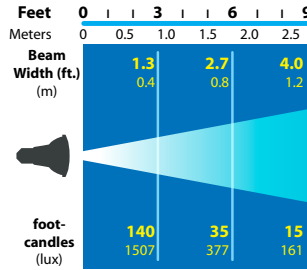 Feet 0 3 6 9
Meters 0 0.5 1.0 1.5 2.0 2.5
Beam 1.3 2.7 4.0
Width (ft.)
(m) 0.4 0.8 1.2
foot- 140 35 15
candles 1507 377 161
(lux)